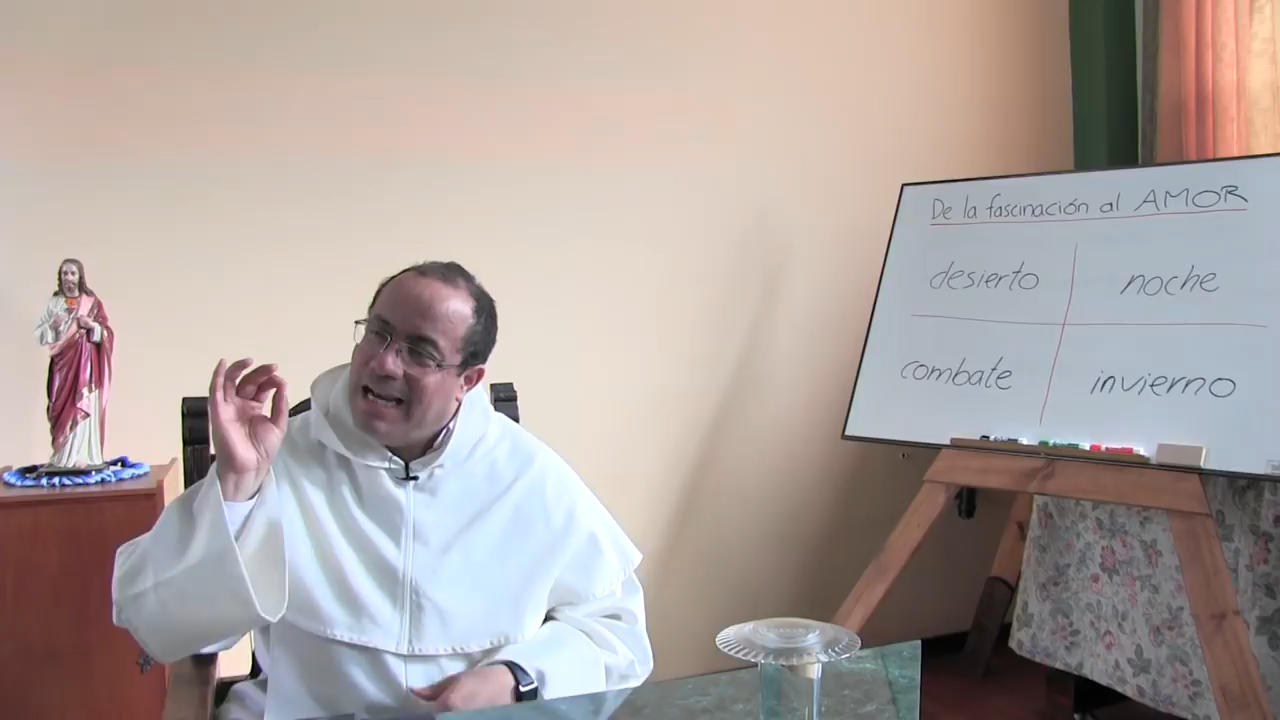 De la fascinación al AMOR
desierto
noche
combate
invierno